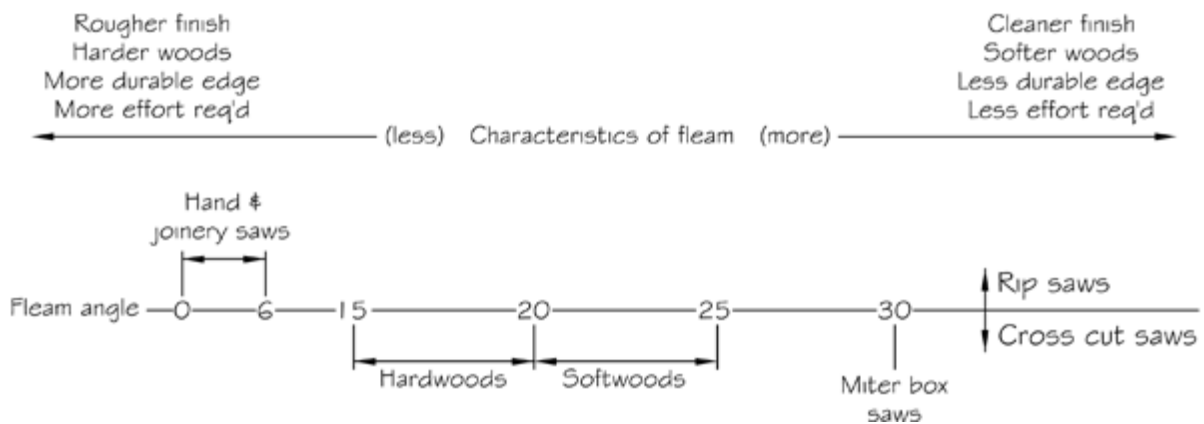 Rougher finish
Harder woods
More durable edge
More effort req'd
Cleaner finish
Softer woods
Less durable edge
Less effort req'd
(less) Characteristics of fleam (more)
Hand &
joinery saws
Fleam angle 0 6 15 20 25 30
Rip saws
Cross cut saws
Hardwoods
Softwoods
Miter box
saws